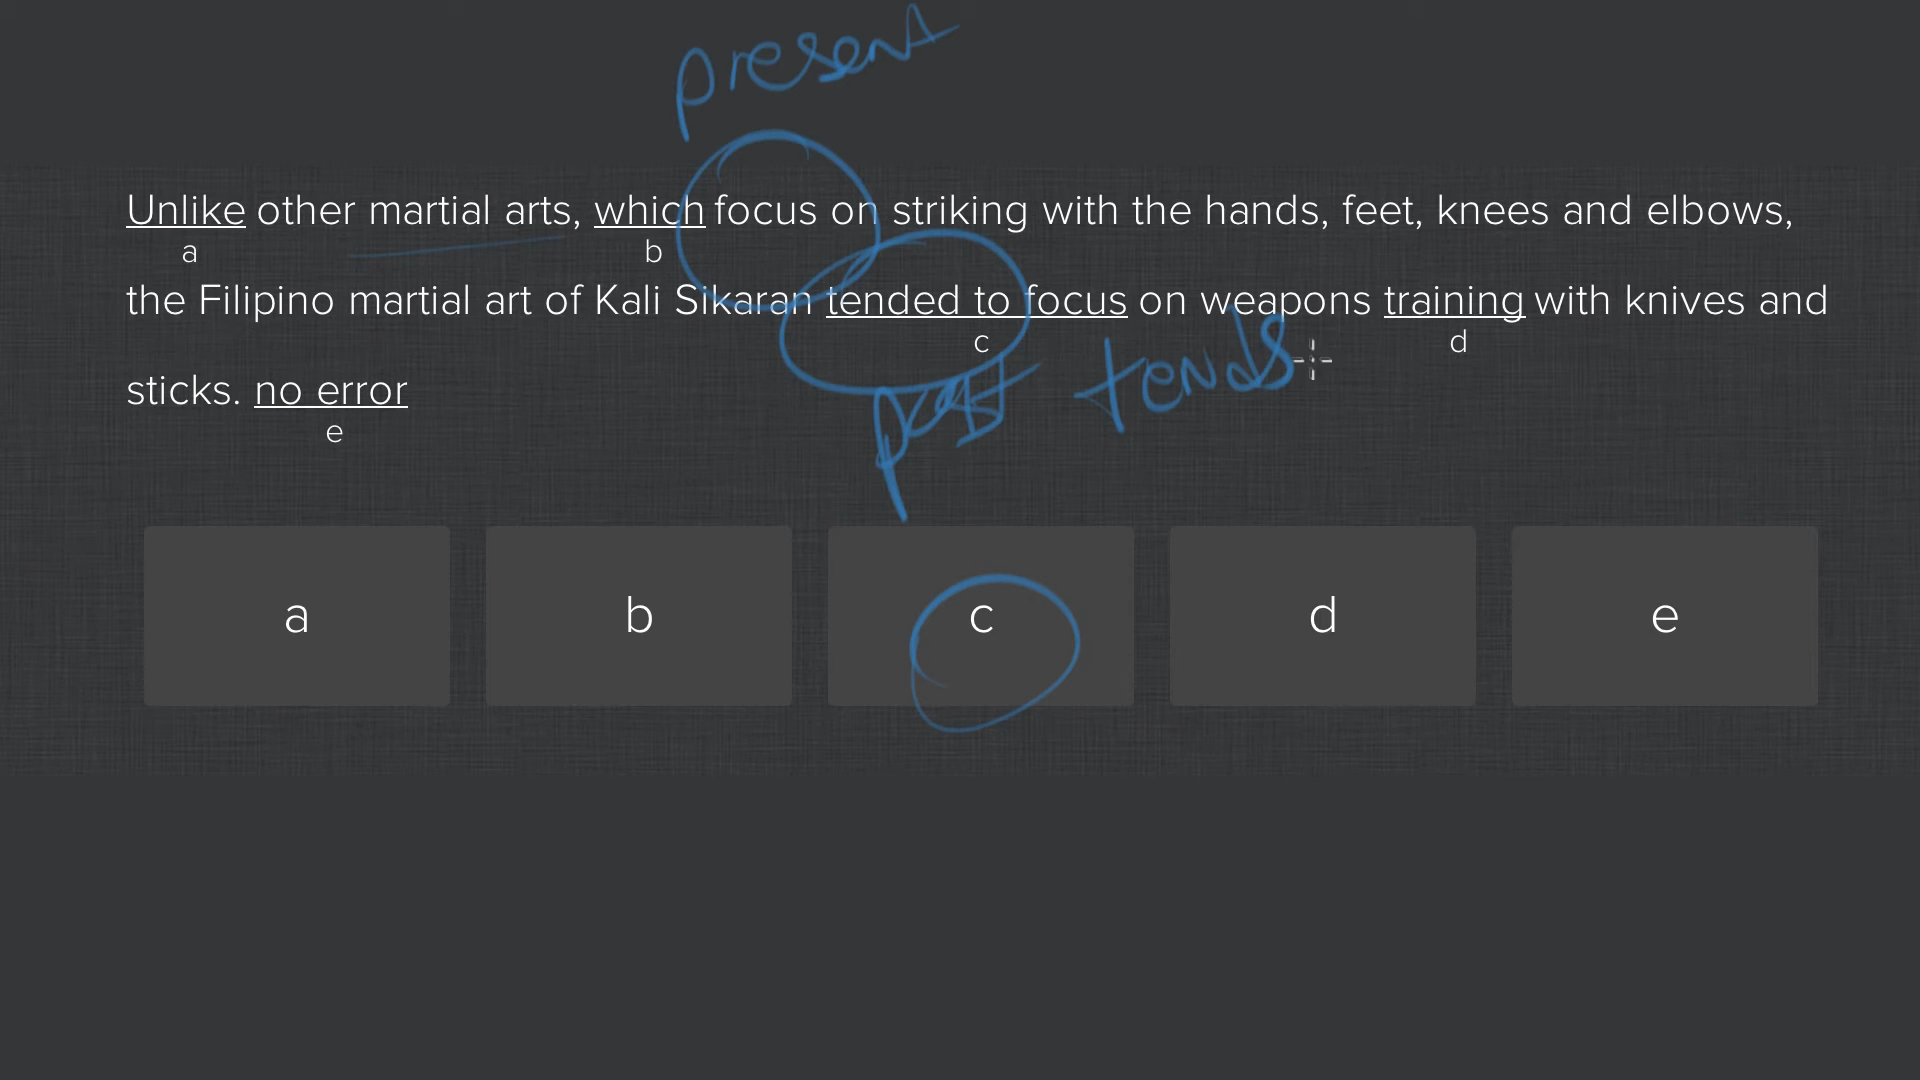 present
Unlike other martial arts, which focus on striking with the hands, feet, knees and elbows,
a b
the Filipino martial art of Kali Sikaran tended to focus on weapons training with knives and
c d
past tends
sticks. no error
e
a b c d e